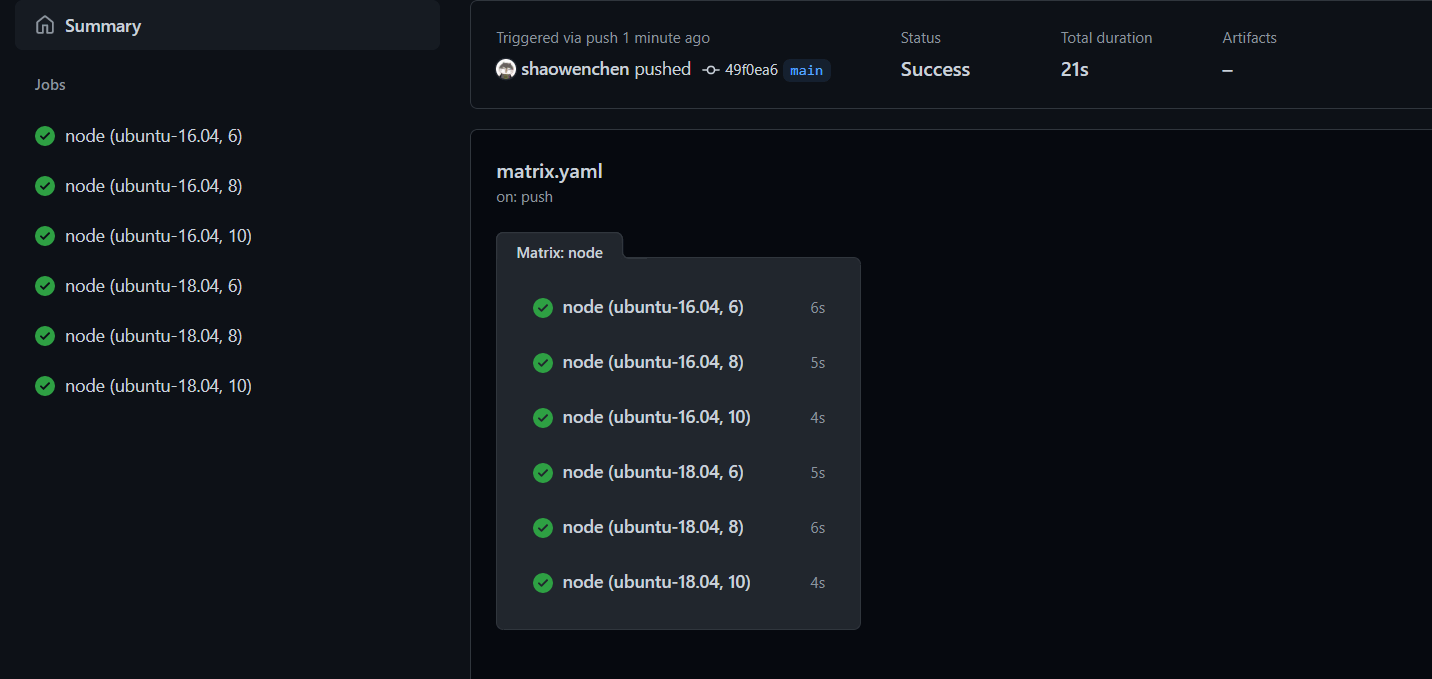 Summary
Jobs
node (ubuntu-16.04, 6)
node (ubuntu-16.04, 8)
node (ubuntu-16.04, 10)
node (ubuntu-18.04, 6)
node (ubuntu-18.04, 8)
node (ubuntu-18.04, 10)
Triggered via push 1 minute ago
shaowenchen pushed 49f0ea6 main
Status
Success
Total duration
21s
Artifacts
–
matrix.yaml
on: push
Matrix: node
node (ubuntu-16.04, 6) 6s
node (ubuntu-16.04, 8) 5s
node (ubuntu-16.04, 10) 4s
node (ubuntu-18.04, 6) 5s
node (ubuntu-18.04, 8) 6s
node (ubuntu-18.04, 10) 4s